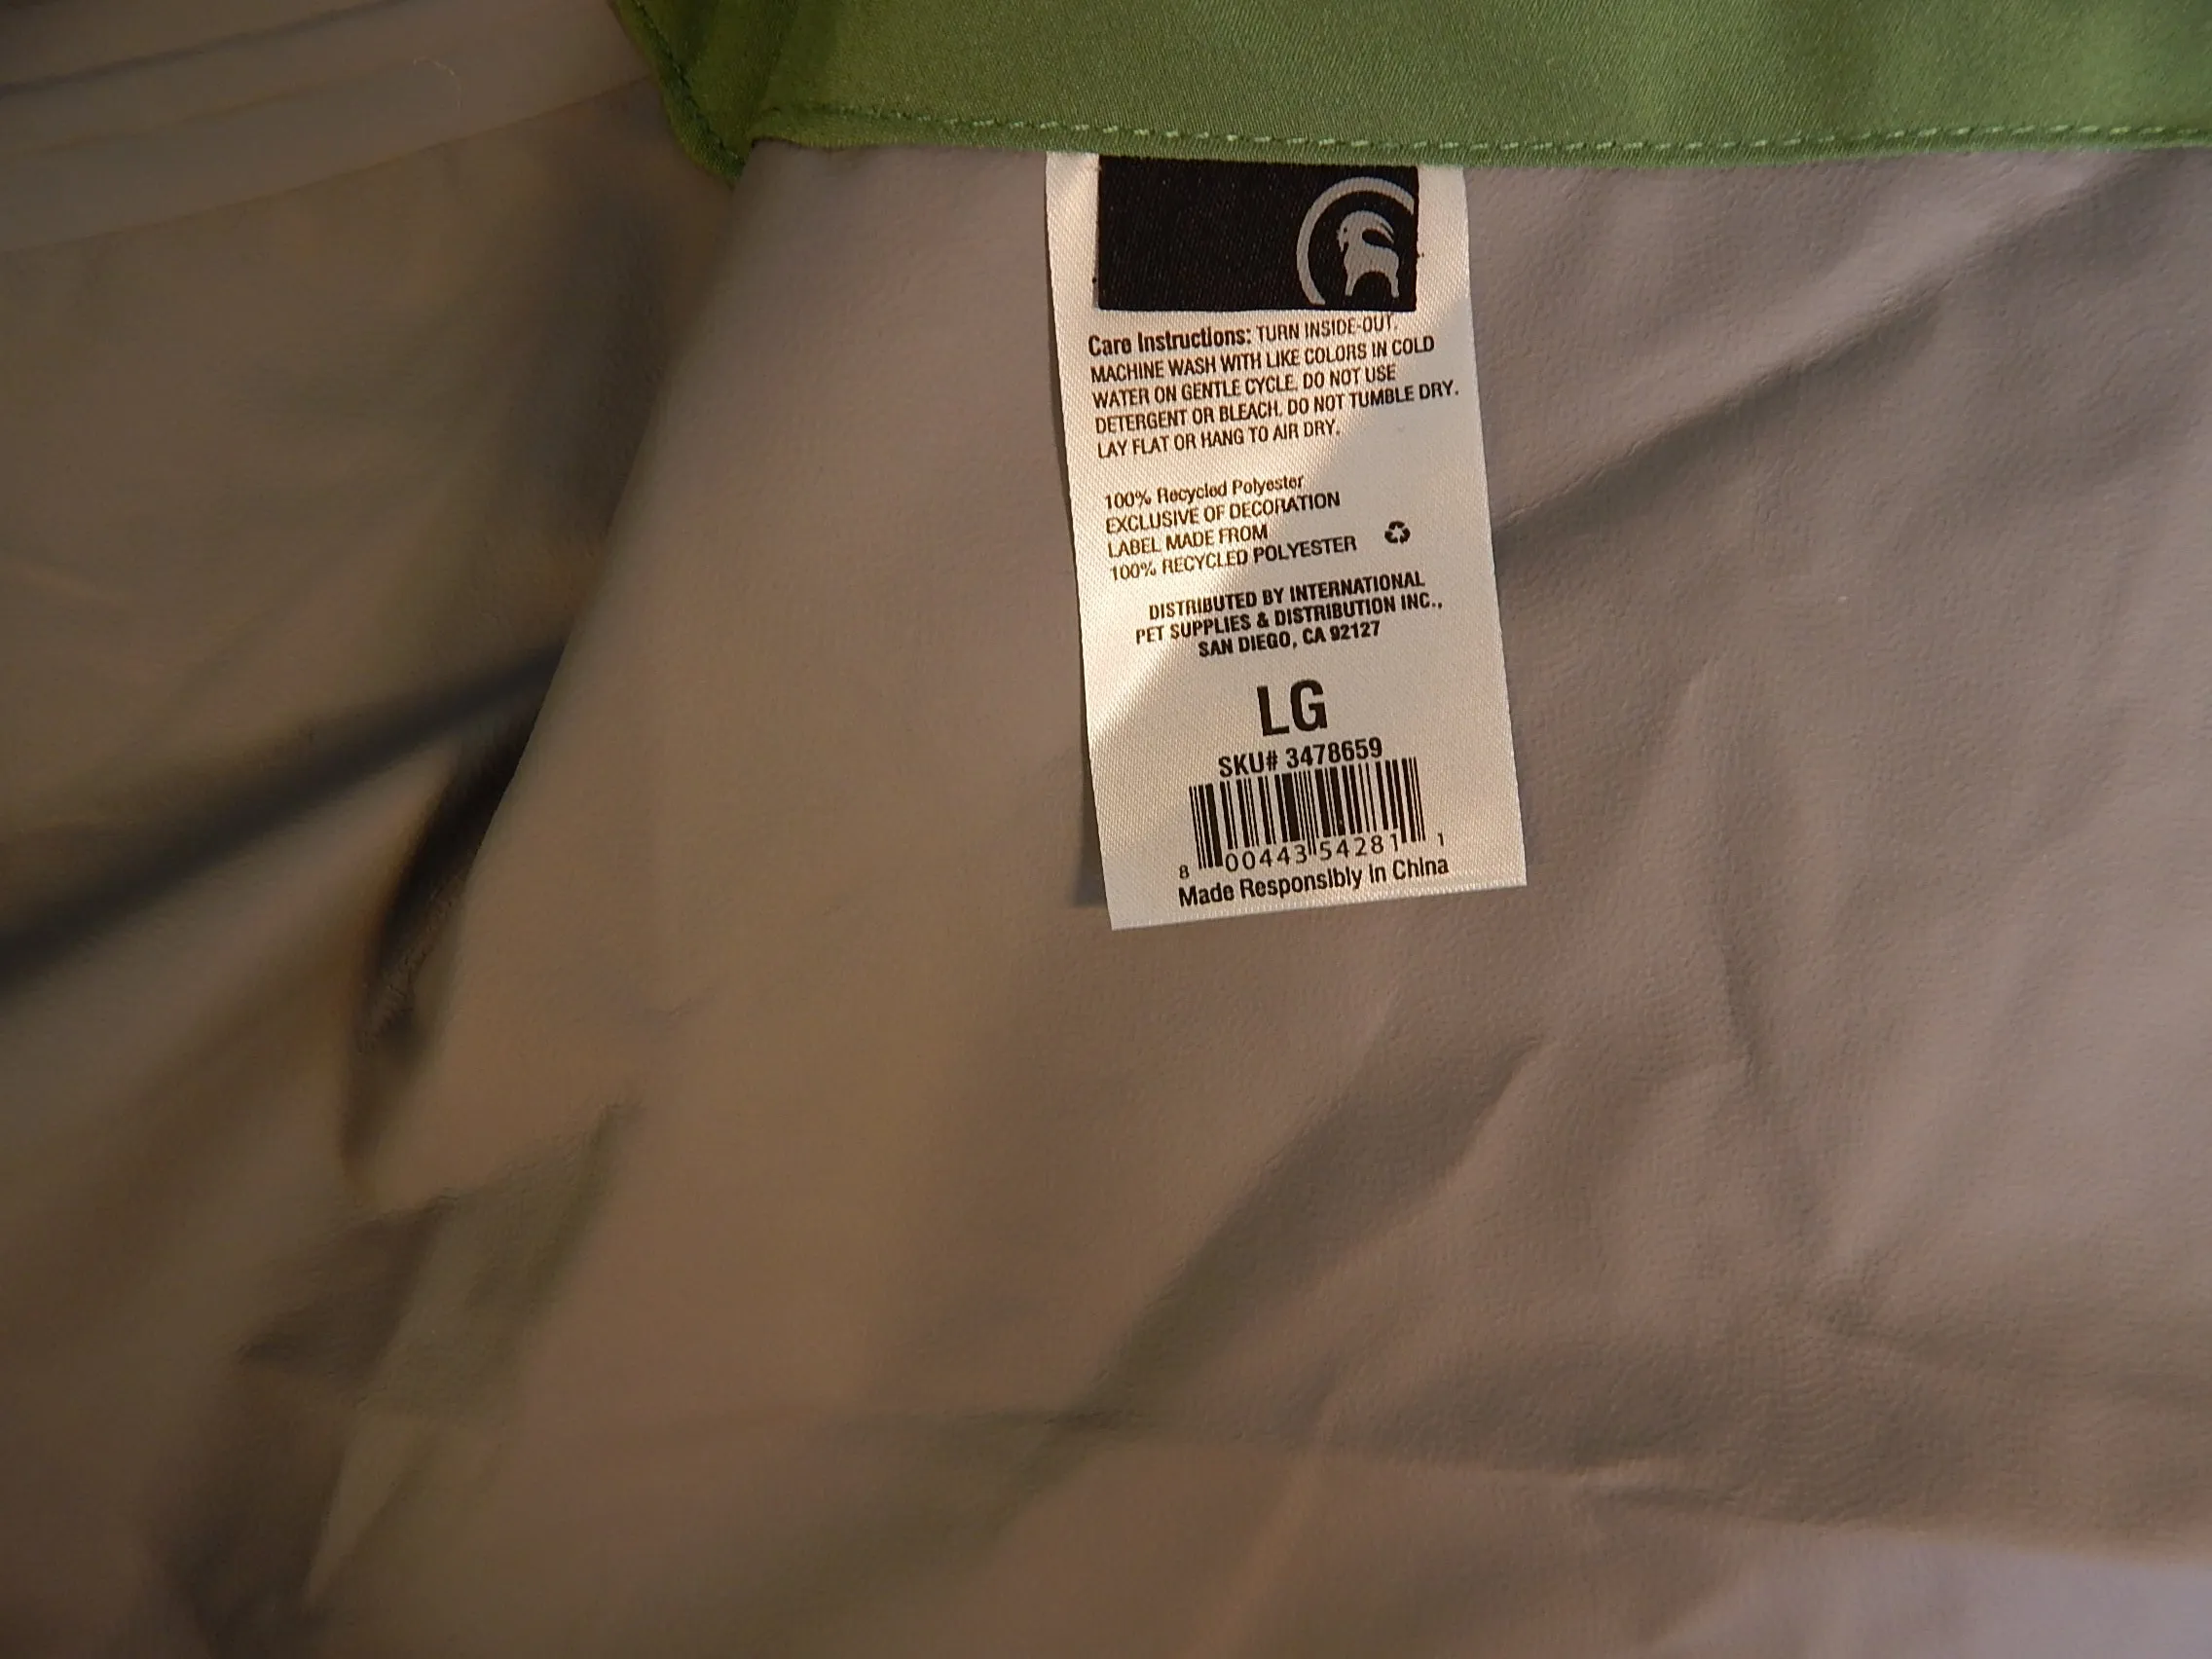 Care Instructions: TURN INSIDE-OUT.
MACHINE WASH WITH LIKE COLORS IN COLD
WATER ON GENTLE CYCLE. DO NOT USE
DETERGENT OR BLEACH. DO NOT TUMBLE DRY.
LAY FLAT OR HANG TO AIR DRY.
100% Recycled Polyester
EXCLUSIVE OF DECORATION
LABEL MADE FROM
100% RECYCLED POLYESTER
DISTRIBUTED BY INTERNATIONAL
PET SUPPLIES & DISTRIBUTION INC.,
SAN DIEGO, CA 92127
LG
SKU# 3478659
8 00443 54281 1
Made Responsibly in China